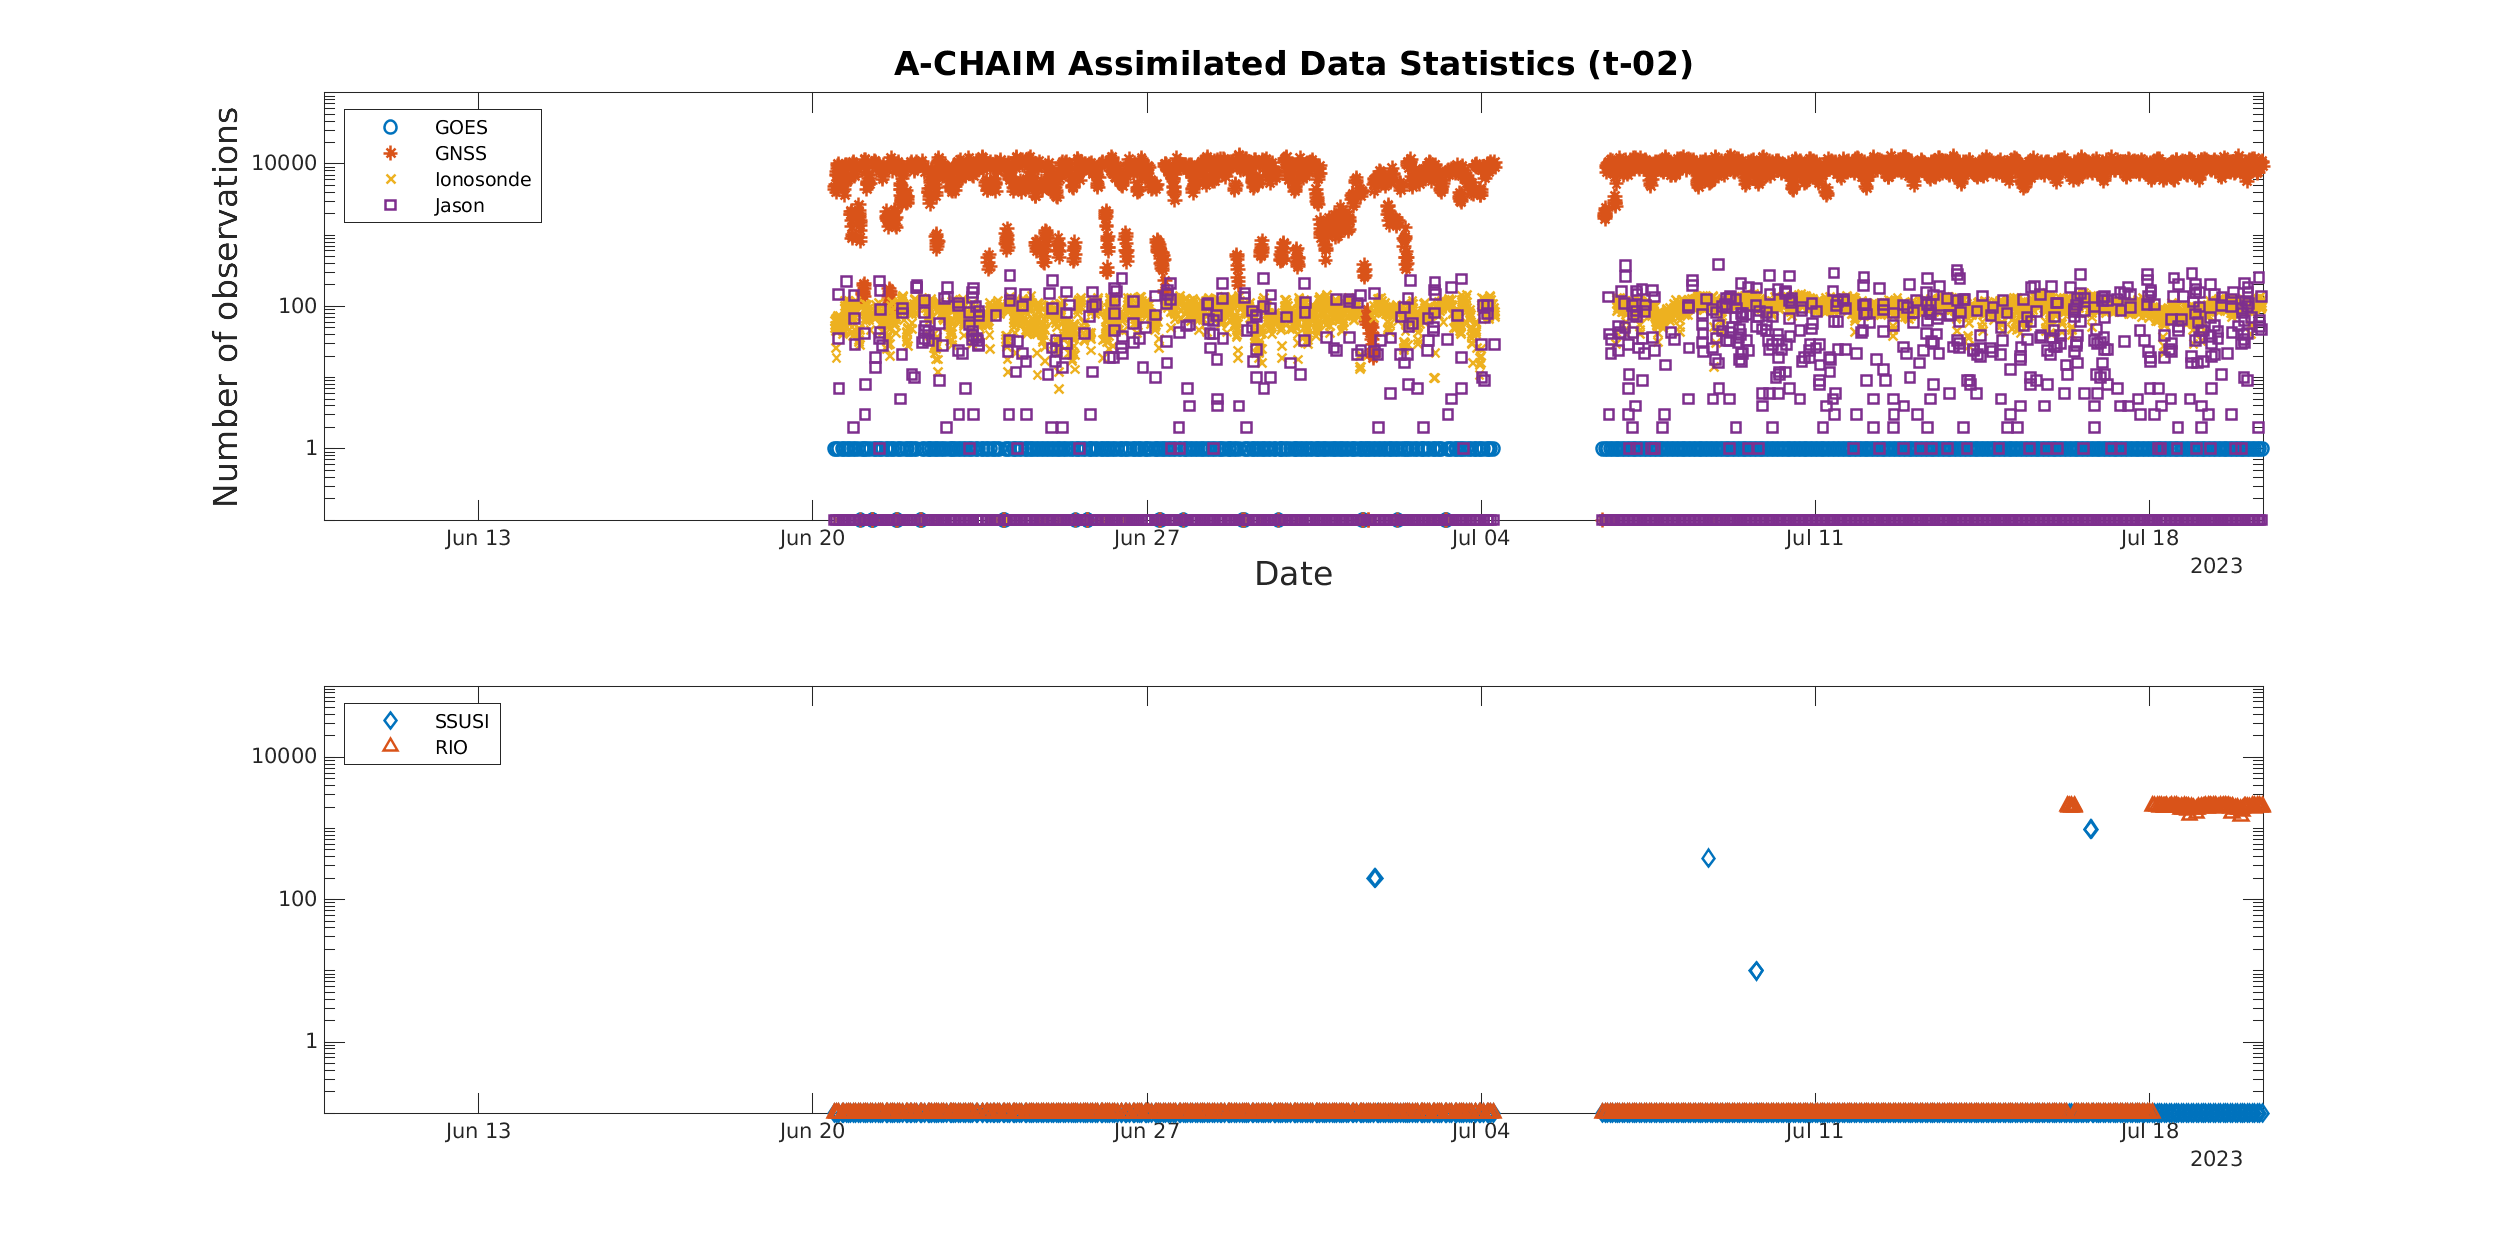 A-CHAIM Assimilated Data Statistics (t-02)
Number of observations
10000
100
1
GOES
GNSS
Ionosonde
Jason
Jun 13
Jun 20
Jun 27
Jul 04
Jul 11
Jul 18
2023
Date
10000
100
1
SSUSI
RIO
Jun 13
Jun 20
Jun 27
Jul 04
Jul 11
Jul 18
2023